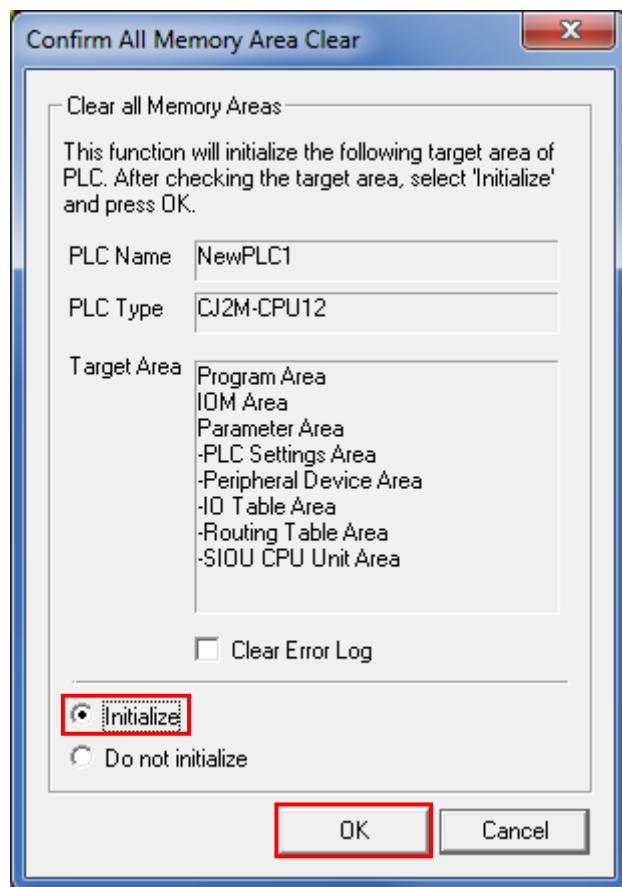 Confirm All Memory Area Clear
Clear all Memory Areas
This function will initialize the following target area of
PLC. After checking the target area, select 'Initialize'
and press OK.
PLC Name NewPLC1
PLC Type CJ2M-CPU12
Target Area Program Area
IOM Area
Parameter Area
-PLC Settings Area
-Peripheral Device Area
-IO Table Area
-Routing Table Area
-SIOU CPU Unit Area
Clear Error Log
Initialize
Do not initialize
OK Cancel